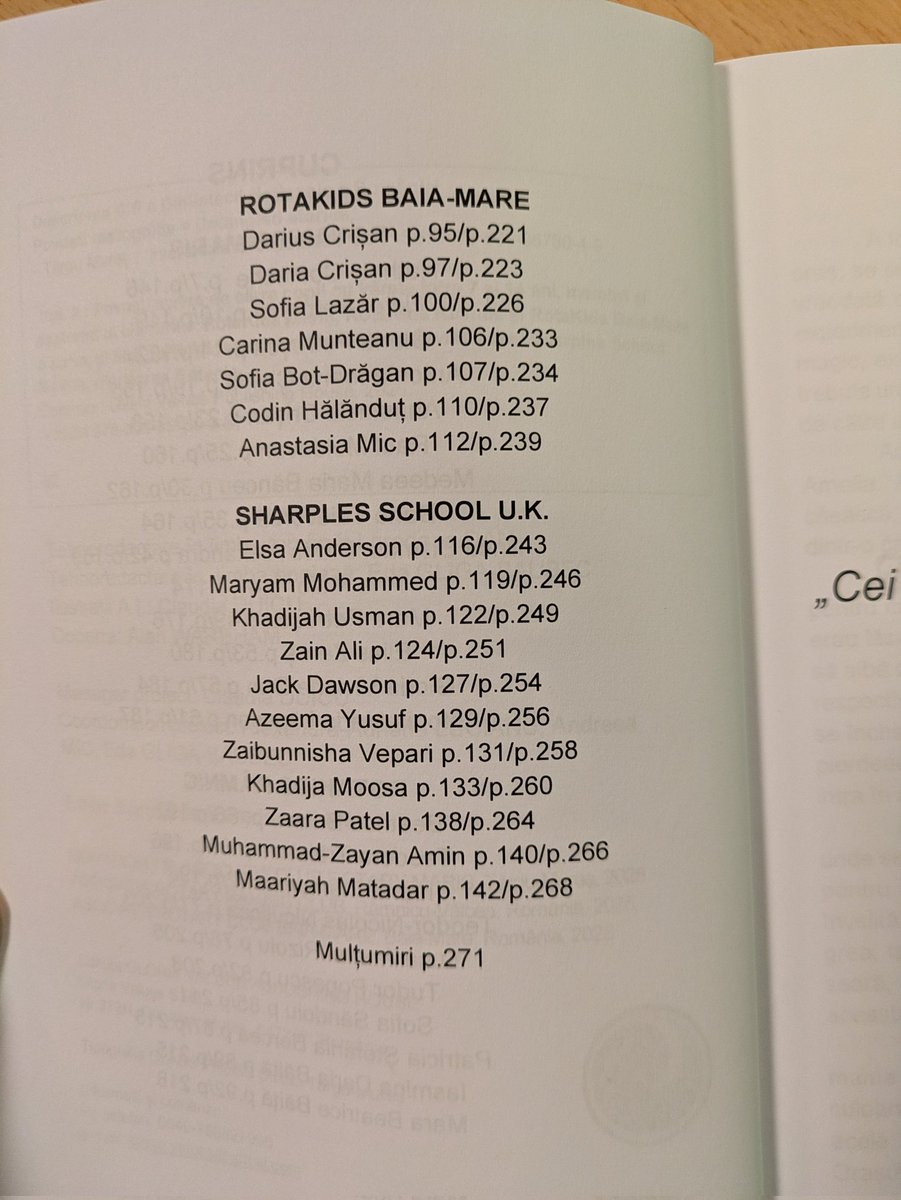 ROTAKIDS BAIA-MARE
Darius Crișan p.95/p.221
Daria Crișan p.97/p.223
Sofia Lazăr p.100/p.226
Carina Munteanu p.106/p.233
Sofia Bot-Drăgan p.107/p.234
Codin Hălănduț p.110/p.237
Anastasia Mic p.112/p.239
SHARPLES SCHOOL U.K.
Elsa Anderson p.116/p.243
Maryam Mohammed p.119/p.246
Khadijah Usman p.122/p.249
Zain Ali p.124/p.251
Jack Dawson p.127/p.254
Azeema Yusuf p.129/p.256
Zaibunnisha Vepari p.131/p.258
Khadija Moosa p.133/p.260
Zaara Patel p.138/p.264
Muhammad-Zayan Amin p.140/p.266
Maariyah Matadar p.142/p.268
Mulțumiri p.271
„Cei